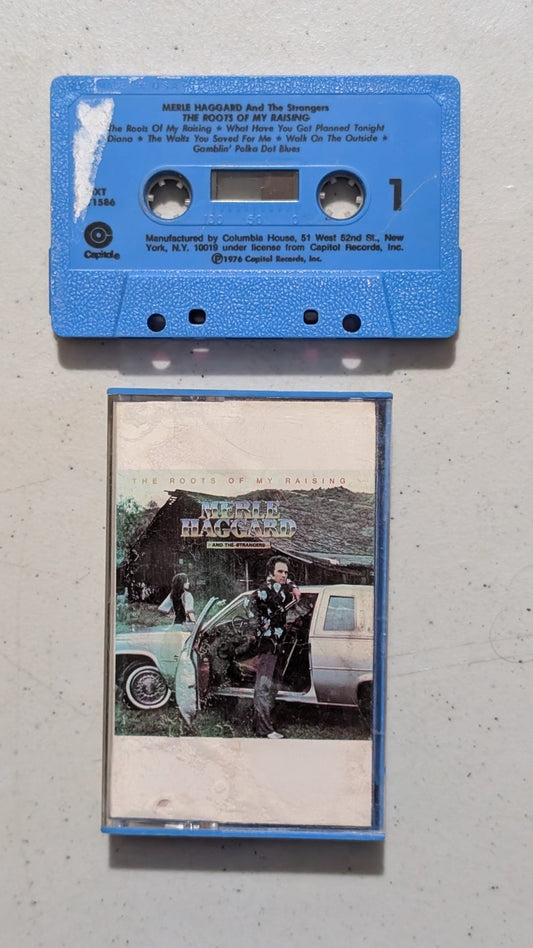 MERLE HAGGARD And The Strangers
THE ROOTS OF MY RAISING
The Roots Of My Raising ★ What Have You Got Planned Tonight
Diana ★ The Waltz You Saved For Me ★ Walk On The Outside ★
Gamblin' Polka Dot Blues
XT
1586
1
Capitol®
Manufactured by Columbia House, 51 West 52nd St., New
York, N.Y. 10019 under license from Capitol Records, Inc.
Ⓟ1976 Capitol Records, Inc.
THE ROOTS OF MY RAISING
MERLE
HAGGARD
AND THE STRANGERS